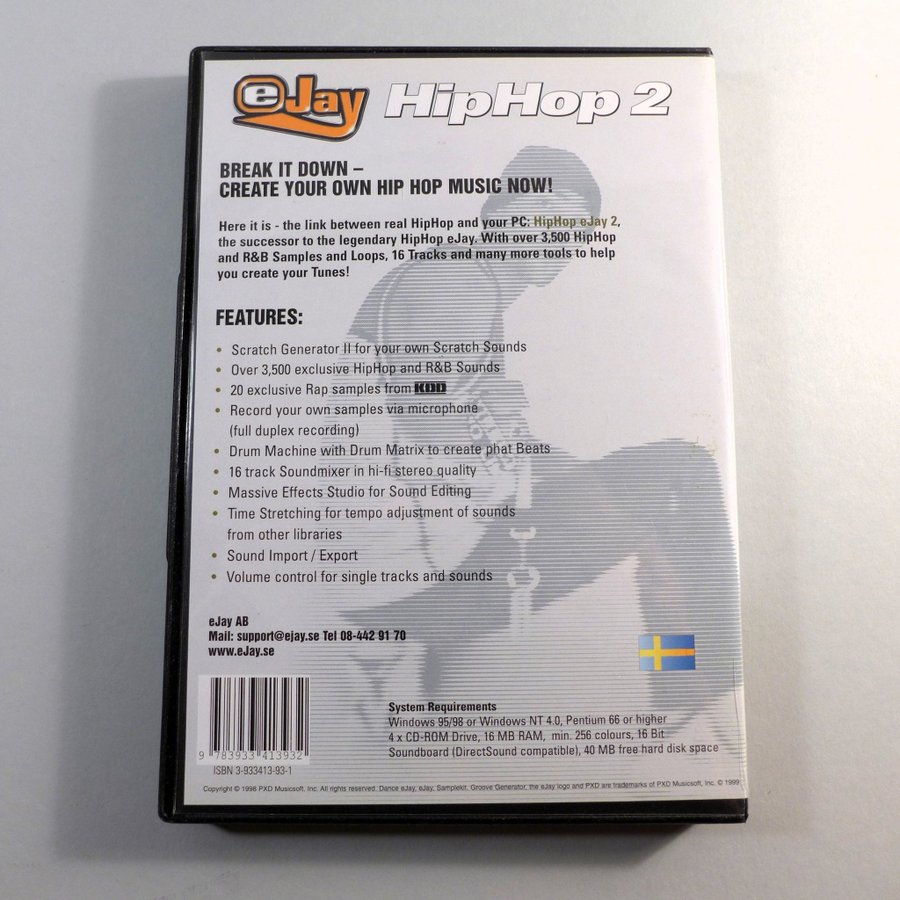 eJay HipHop 2
BREAK IT DOWN –
CREATE YOUR OWN HIP HOP MUSIC NOW!
Here it is - the link between real HipHop and your PC: HipHop eJay 2,
the successor to the legendary HipHop eJay. With over 3,500 HipHop
and R&B Samples and Loops, 16 Tracks and many more tools to help
you create your Tunes!
FEATURES:
• Scratch Generator II for your own Scratch Sounds
• Over 3,500 exclusive HipHop and R&B Sounds
• 20 exclusive Rap samples from KDD
• Record your own samples via microphone
(full duplex recording)
• Drum Machine with Drum Matrix to create phat Beats
• 16 track Soundmixer in hi-fi stereo quality
• Massive Effects Studio for Sound Editing
• Time Stretching for tempo adjustment of sounds
from other libraries
• Sound Import / Export
• Volume control for single tracks and sounds
eJay AB
Mail: support@ejay.se Tel 08-442 91 70
www.eJay.se
System Requirements
Windows 95/98 or Windows NT 4.0, Pentium 66 or higher
4 x CD-ROM Drive, 16 MB RAM, min. 256 colours, 16 Bit
Soundboard (DirectSound compatible), 40 MB free hard disk space
9 783933 413932
ISBN 3-933413-93-1
Copyright © 1998 PXD Musicsoft, Inc. All rights reserved. Dance eJay, eJay, Samplekit, Groove Generator, the eJay logo and PXD are trademarks of PXD Musicsoft, Inc. © 1999